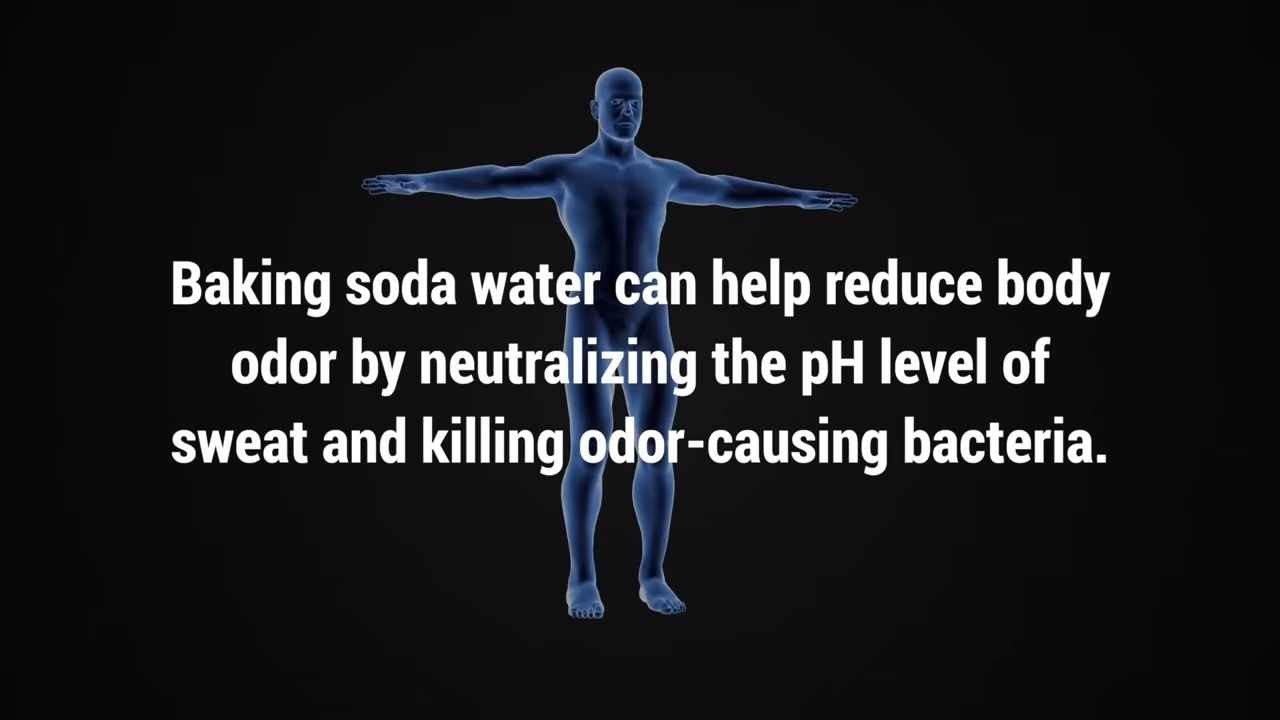 Baking soda water can help reduce body
odor by neutralizing the pH level of
sweat and killing odor-causing bacteria.